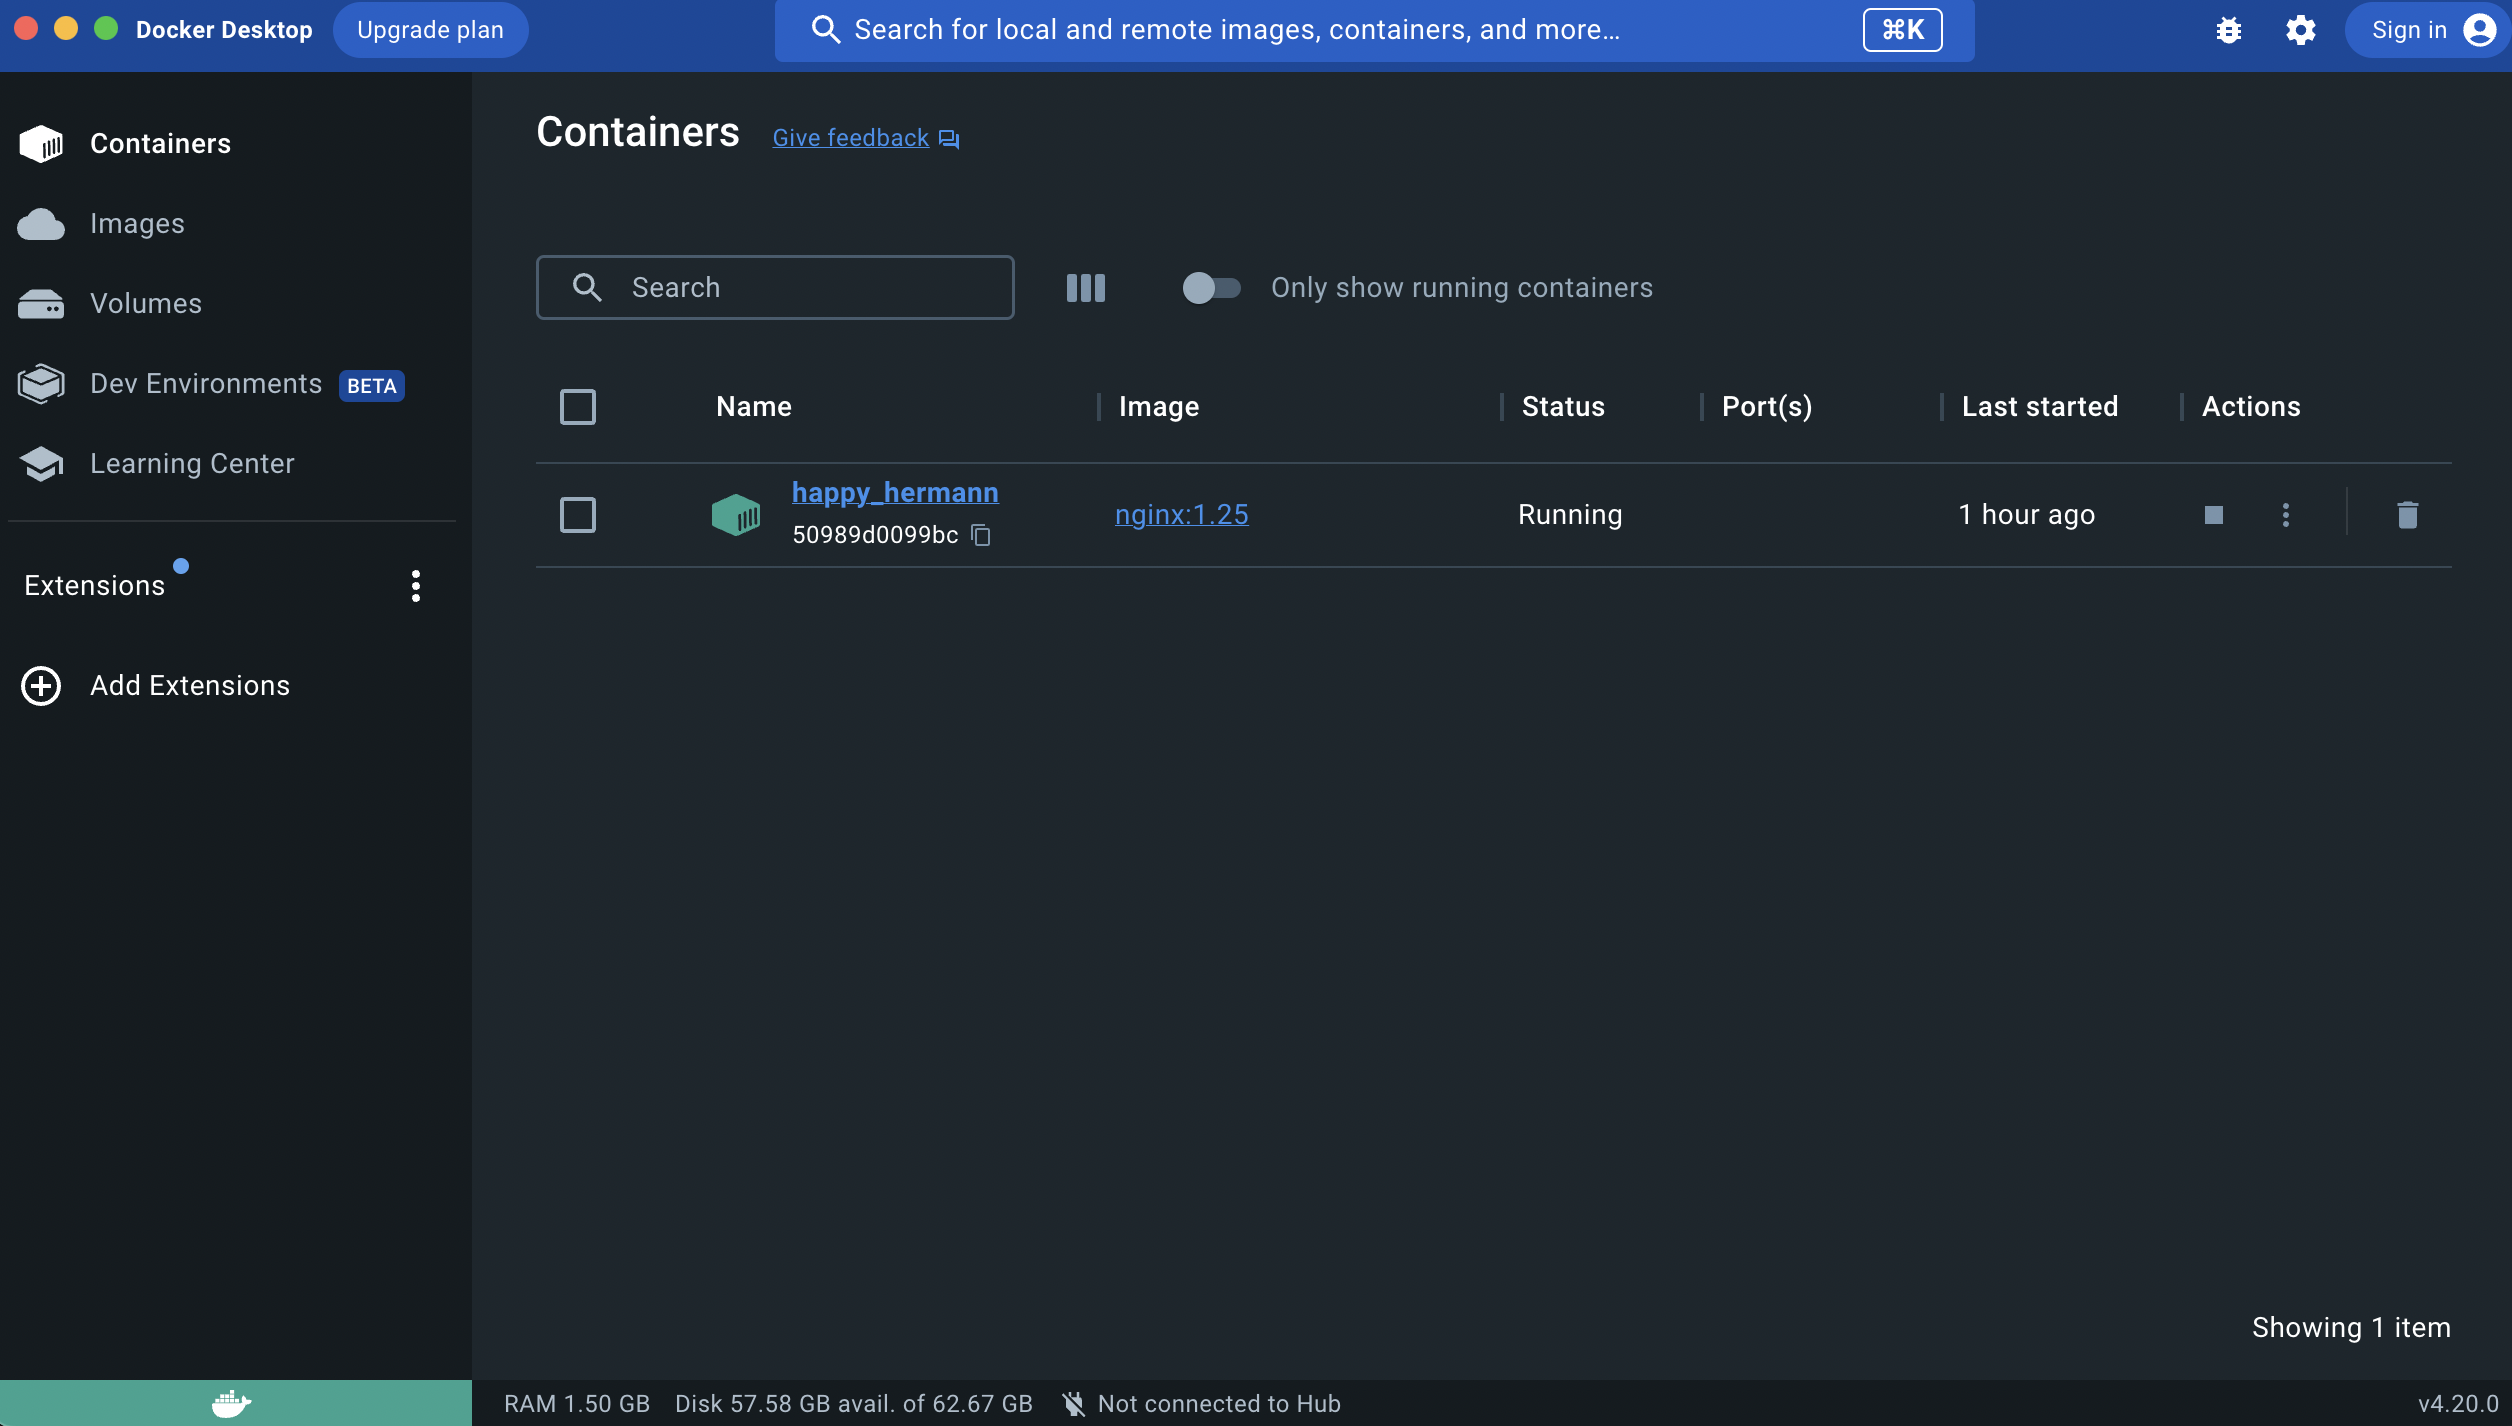 Docker Desktop Upgrade plan Search for local and remote images, containers, and more... ⌘K Sign in
Containers
Images
Volumes
Dev Environments BETA
Learning Center
Extensions
Add Extensions
Containers Give feedback
Search Only show running containers
Name Image Status Port(s) Last started Actions
happy_hermann
50989d0099bc
nginx:1.25 Running 1 hour ago
Showing 1 item
RAM 1.50 GB Disk 57.58 GB avail. of 62.67 GB Not connected to Hub v4.20.0